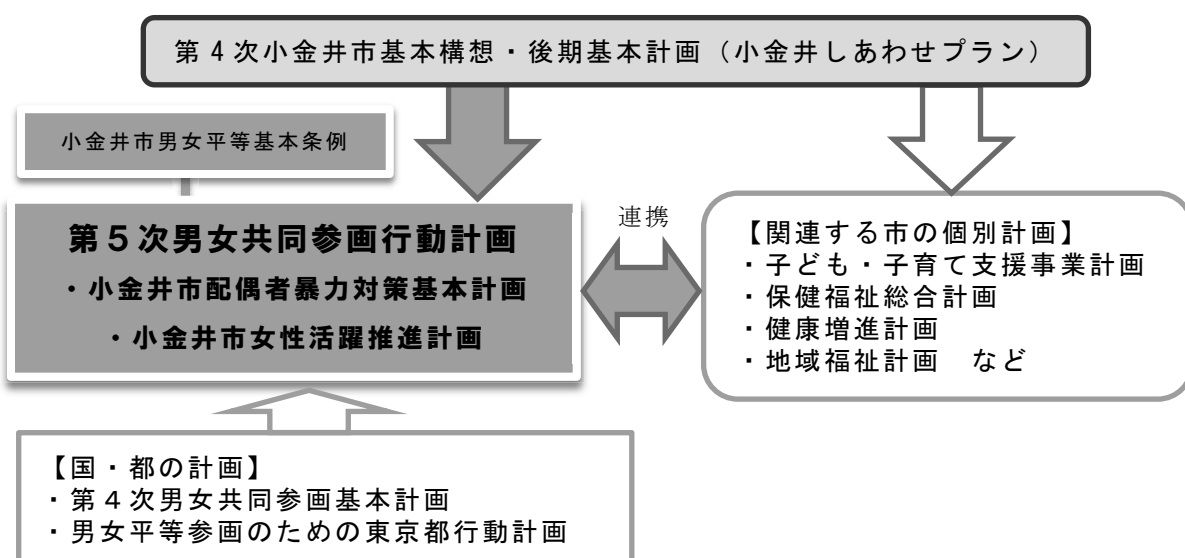 第4次小金井市基本構想・後期基本計画（小金井しあわせプラン）
小金井市男女平等基本条例
第５次男女共同参画行動計画
・小金井市配偶者暴力対策基本計画
・小金井市女性活躍推進計画
連携
【関連する市の個別計画】
・子ども・子育て支援事業計画
・保健福祉総合計画
・健康増進計画
・地域福祉計画　など
【国・都の計画】
・第４次男女共同参画基本計画
・男女平等参画のための東京都行動計画